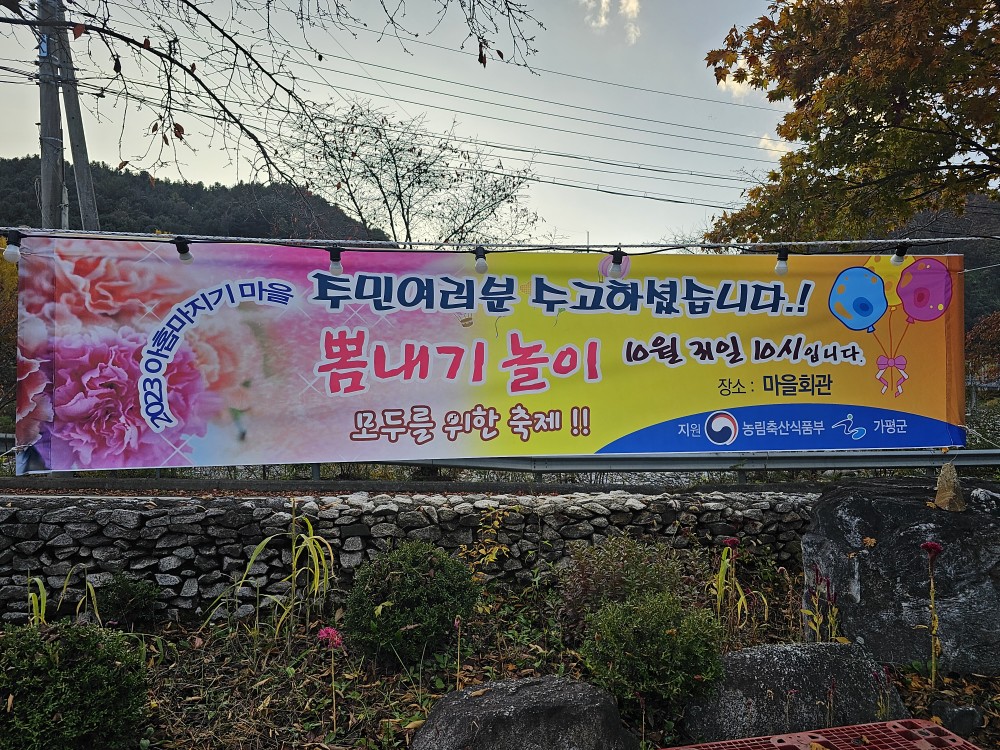 2023 아홉마지기 마을
주민여러분 수고하셨습니다.!
뽐내기 놀이 10월 31일 10시입니다.
장소 : 마을회관
모두를 위한 축제 !!
지원 농림축산식품부 가평군